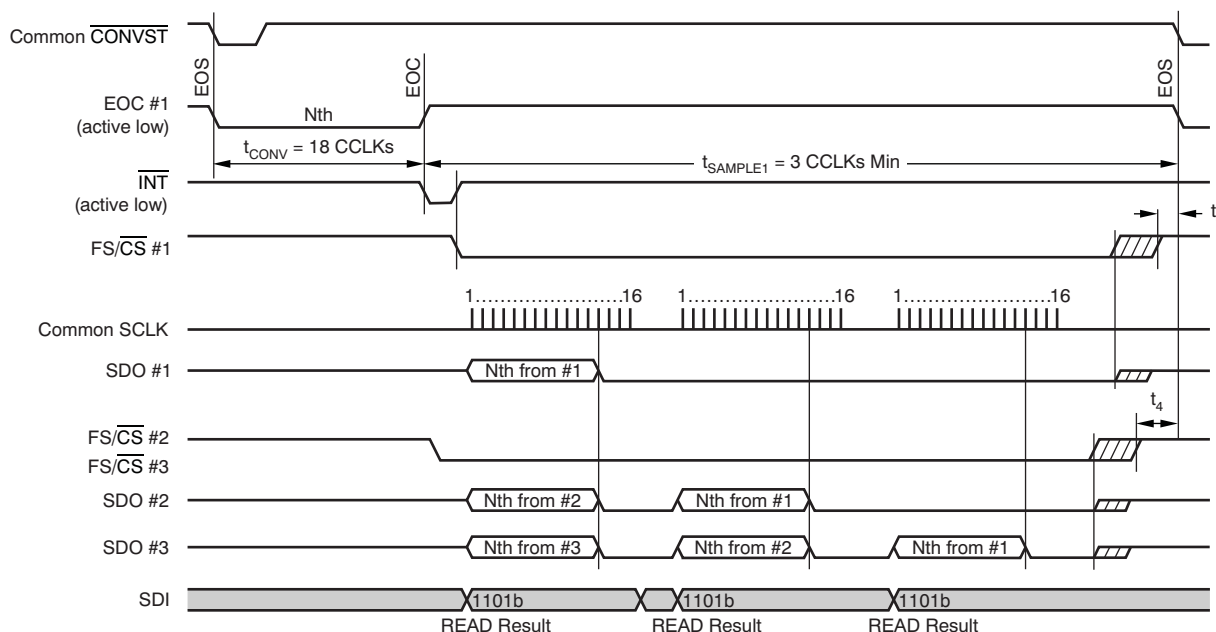 Common CONVST
EOS
EOC
EOS
EOC #1
(active low)
Nth
tCONV = 18 CCLKs
tSAMPLE1 = 3 CCLKs Min
INT
(active low)
t
FS/CS #1
1.......................16
1.......................16
1.......................16
Common SCLK
SDO #1
Nth from #1
t4
FS/CS #2
FS/CS #3
SDO #2
Nth from #2
Nth from #1
SDO #3
Nth from #3
Nth from #2
Nth from #1
SDI
1101b
1101b
1101b
READ Result
READ Result
READ Result